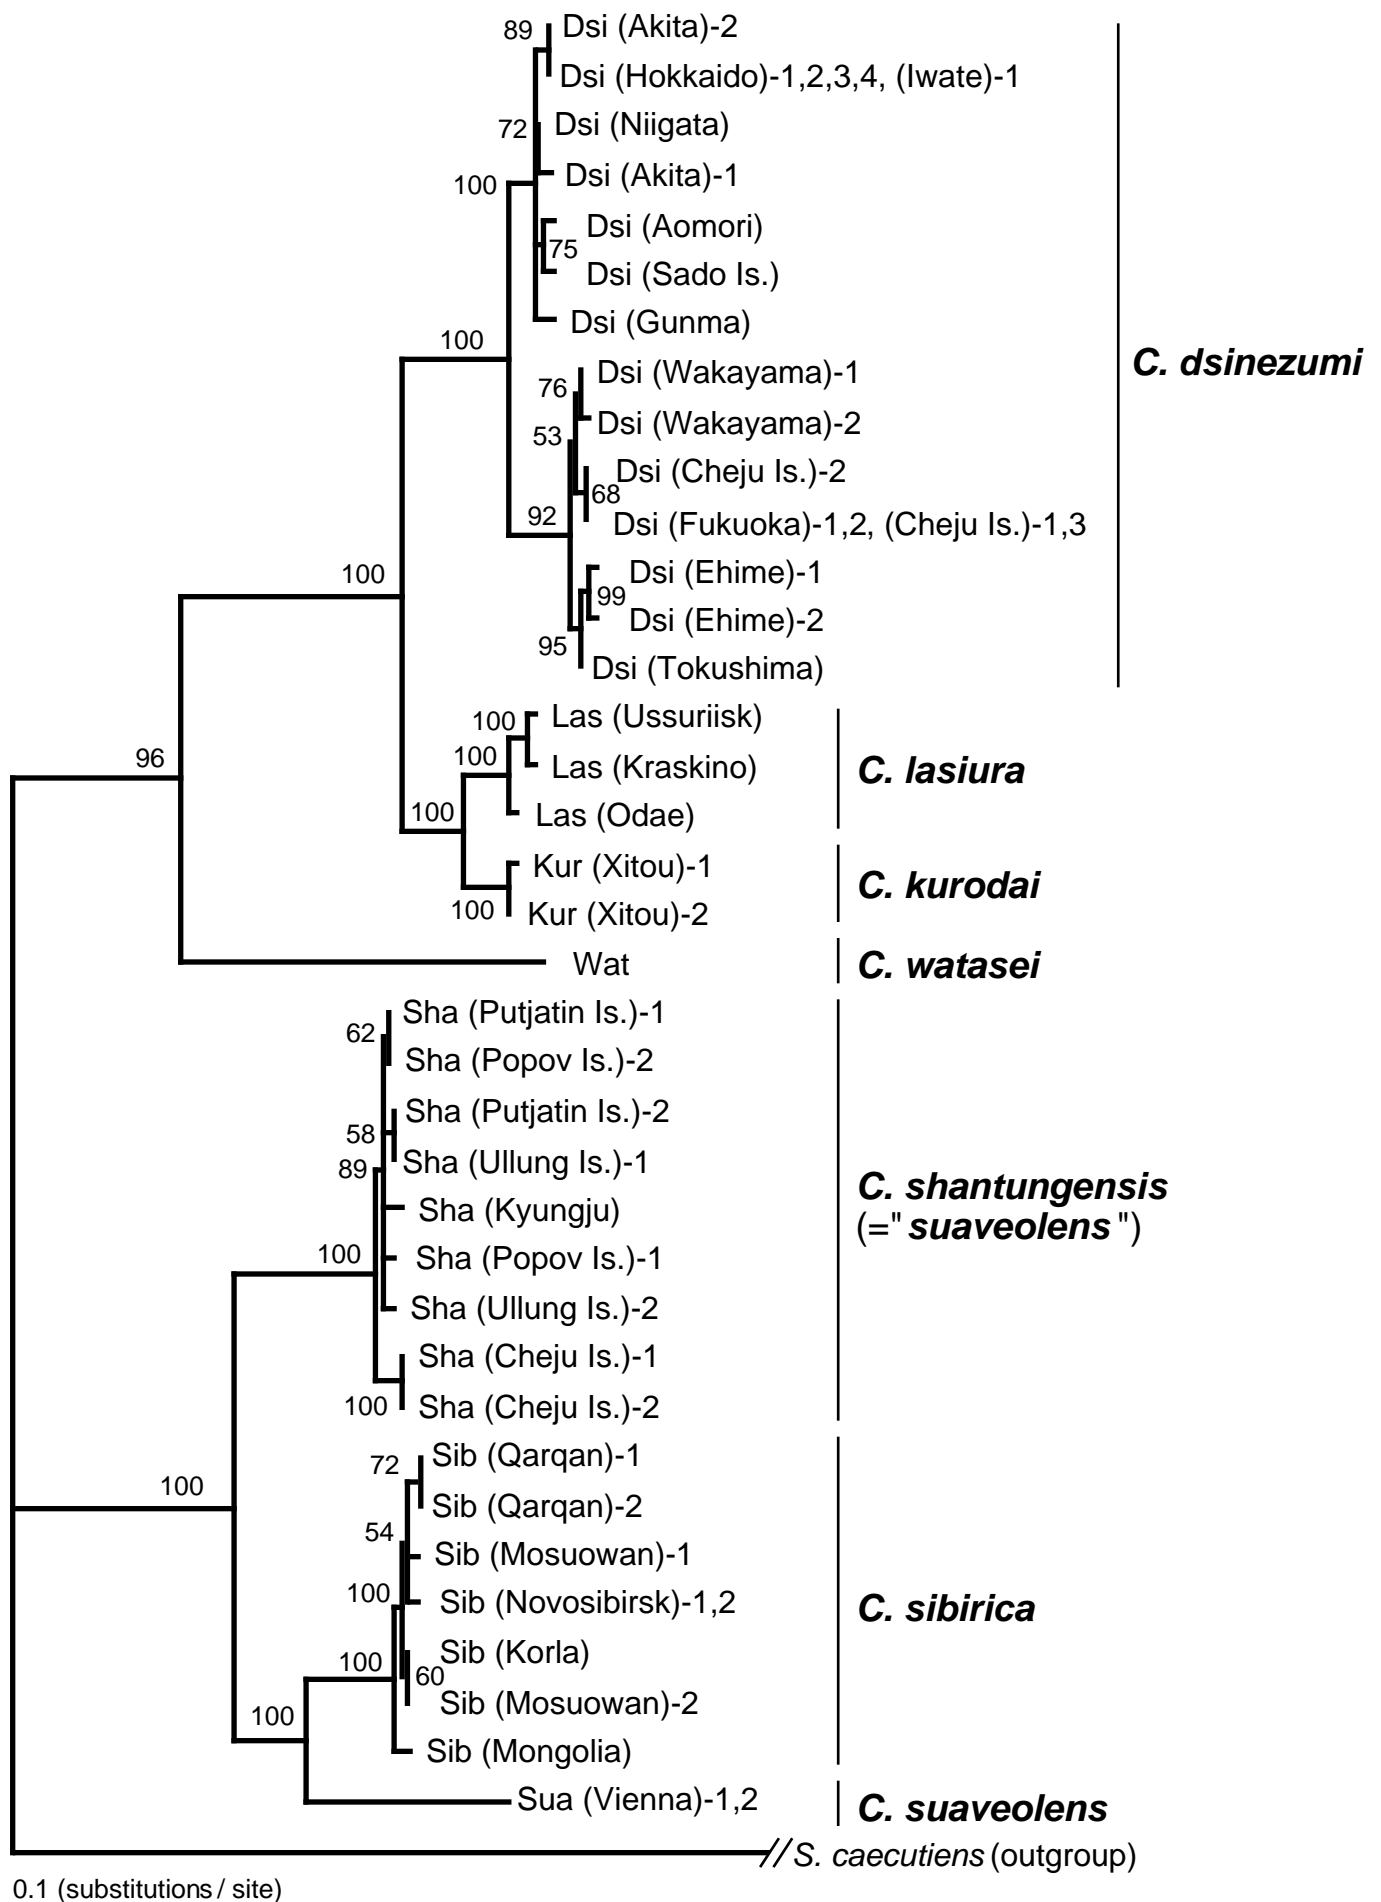 89
Dsi (Akita)-2
Dsi (Hokkaido)-1,2,3,4, (Iwate)-1
72
Dsi (Niigata)
Dsi (Akita)-1
100
Dsi (Aomori)
75
Dsi (Sado Is.)
Dsi (Gunma)
100
C. dsinezumi
Dsi (Wakayama)-1
76
Dsi (Wakayama)-2
53
Dsi (Cheju Is.)-2
68
92
Dsi (Fukuoka)-1,2, (Cheju Is.)-1,3
100
Dsi (Ehime)-1
99
Dsi (Ehime)-2
95
Dsi (Tokushima)
100
Las (Ussuriisk)
96
100
Las (Kraskino)
C. lasiura
100
Las (Odae)
Kur (Xitou)-1
C. kurodai
100
Kur (Xitou)-2
Wat
C. watasei
Sha (Putjatin Is.)-1
62
Sha (Popov Is.)-2
Sha (Putjatin Is.)-2
58
Sha (Ullung Is.)-1
89
C. shantungensis
(="suaveolens")
Sha (Kyungju)
100
Sha (Popov Is.)-1
Sha (Ullung Is.)-2
Sha (Cheju Is.)-1
100
Sha (Cheju Is.)-2
Sib (Qarqan)-1
72
100
Sib (Qarqan)-2
54
Sib (Mosuowan)-1
100
Sib (Novosibirsk)-1,2
C. sibirica
Sib (Korla)
100
60
Sib (Mosuowan)-2
100
Sib (Mongolia)
Sua (Vienna)-1,2
C. suaveolens
S. caecutiens (outgroup)
0.1 (substitutions / site)